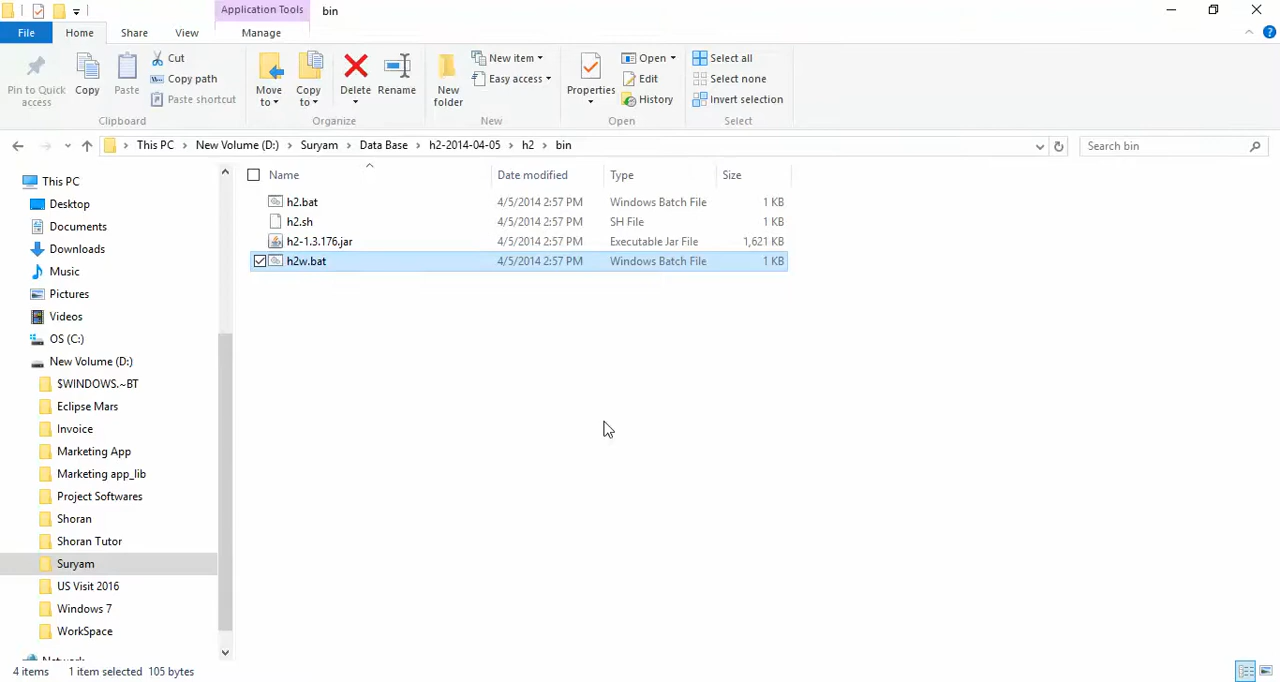 Application Tools
bin
File
Home
Share
View
Manage
Pin to Quick access
Copy
Paste
Cut
Copy path
Paste shortcut
Clipboard
Move to
Copy to
Delete
Rename
Organize
New folder
New item
Easy access
New
Properties
Open
Edit
History
Open
Select all
Select none
Invert selection
Select
This PC
New Volume (D:)
Suryam
Data Base
h2-2014-04-05
h2
bin
Search bin
Name
Date modified
Type
Size
h2.bat 4/5/2014 2:57 PM Windows Batch File 1 KB
h2.sh 4/5/2014 2:57 PM SH File 1 KB
h2-1.3.176.jar 4/5/2014 2:57 PM Executable Jar File 1,621 KB
h2w.bat 4/5/2014 2:57 PM Windows Batch File 1 KB
This PC
Desktop
Documents
Downloads
Music
Pictures
Videos
OS (C:)
New Volume (D:)
$WINDOWS.~BT
Eclipse Mars
Invoice
Marketing App
Marketing app_lib
Project Softwares
Shoran
Shoran Tutor
Suryam
US Visit 2016
Windows 7
WorkSpace
Network
4 items 1 item selected 105 bytes